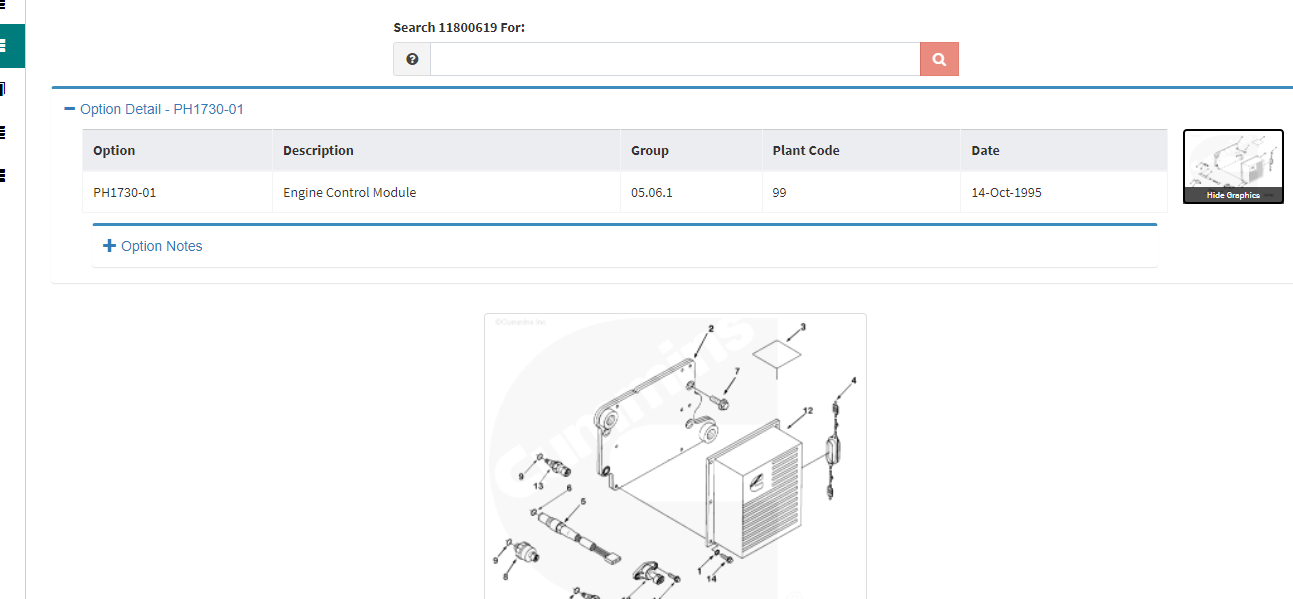 Search 11800619 For:
Option Detail - PH1730-01
Option Description Group Plant Code Date
PH1730-01 Engine Control Module 05.06.1 99 14-Oct-1995
Hide Graphics
Option Notes
©Cummins Inc
Cummins
2
3
7
4
12
9
13
6
5
9
8
1
14